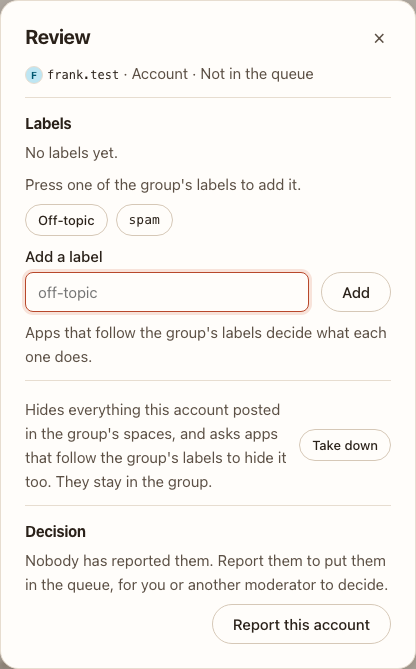 Review ×
F frank.test · Account · Not in the queue
Labels
No labels yet.
Press one of the group's labels to add it.
Off-topic spam
Add a label
off-topic Add
Apps that follow the group's labels decide what each
one does.
Hides everything this account posted
in the group's spaces, and asks apps
that follow the group's labels to hide it
too. They stay in the group.
Take down
Decision
Nobody has reported them. Report them to put them
in the queue, for you or another moderator to decide.
Report this account